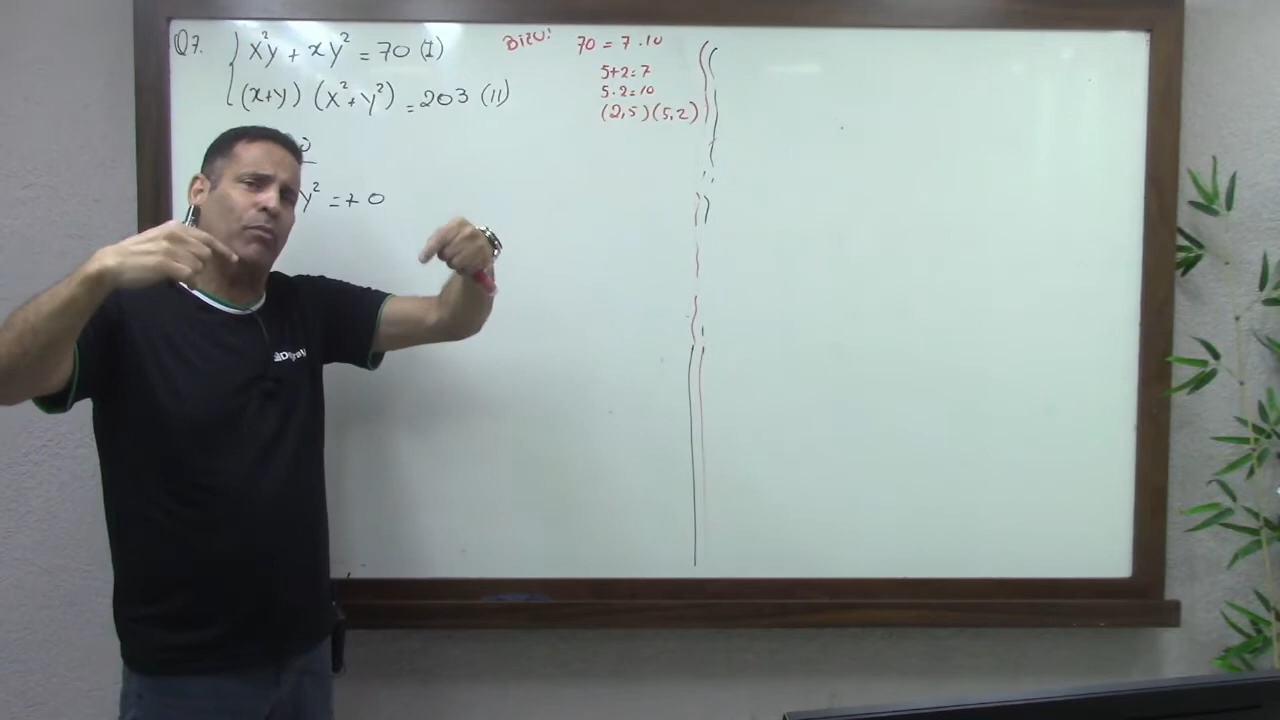 Q7. x²y + xy² = 70 (I)
(x+y) (x² + y²) = 203 (II)
y² = 70
BIZU!
70 = 7 . 10
5+2=7
5.2=10
(2,5)(5,2)